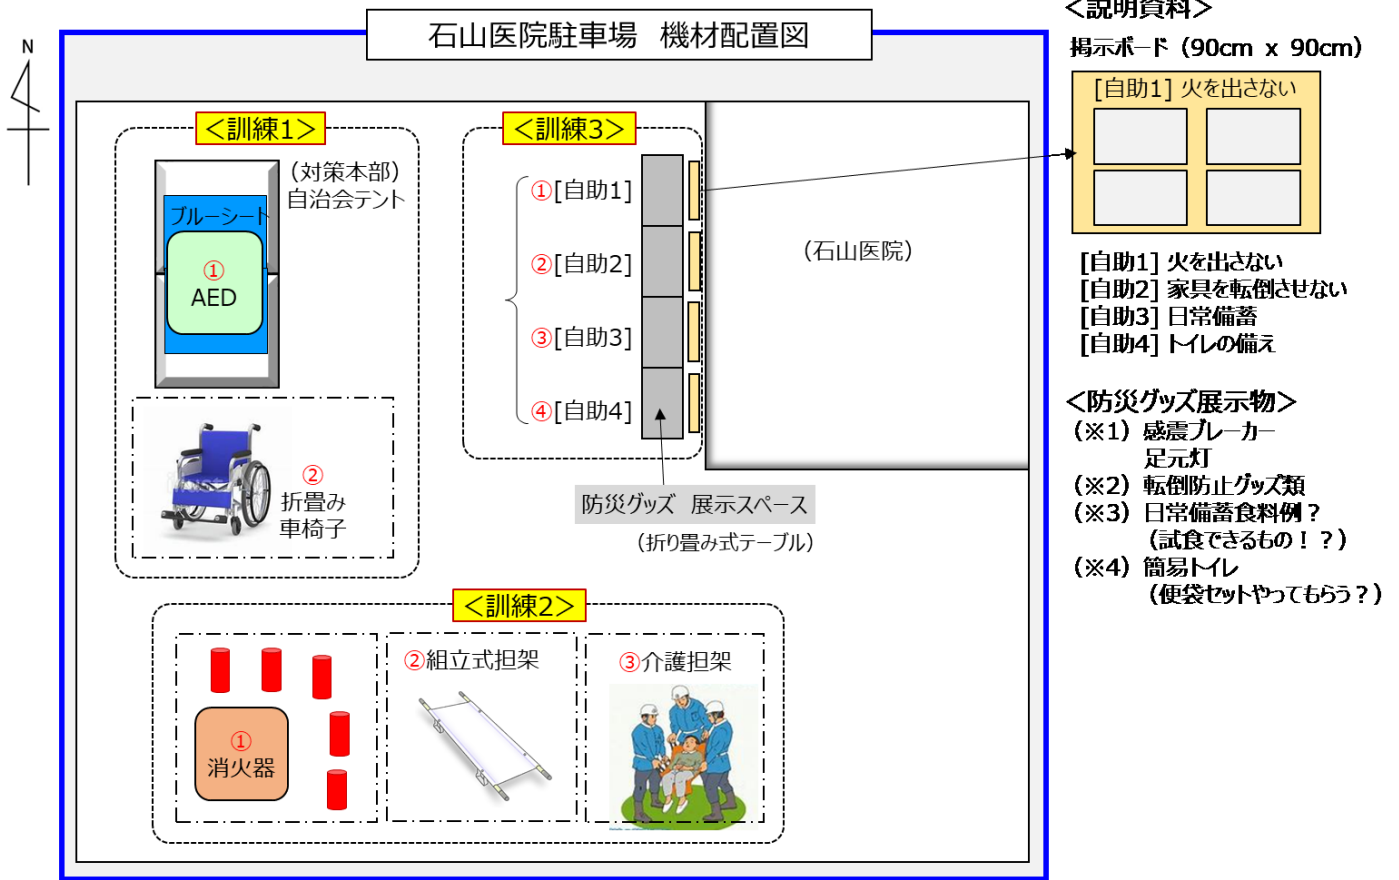 石山医院駐車場 機材配置図
N
<訓練1>
(対策本部)
自治会テント
ブルーシート
①
AED
②
折畳み
車椅子
<訓練3>
①[自助1]
②[自助2]
③[自助3]
④[自助4]
(石山医院)
防災グッズ 展示スペース
(折り畳み式テーブル)
<訓練2>
①
消火器
②組立式担架
③介護担架
<説明資料>
掲示ボード(90cm x 90cm)
[自助1] 火を出さない
[自助1] 火を出さない
[自助2] 家具を転倒させない
[自助3] 日常備蓄
[自助4] トイレの備え
<防災グッズ展示物>
(※1) 感震ブレーカー
足元灯
(※2) 転倒防止グッズ類
(※3) 日常備蓄食料例?
(試食できるもの!?)
(※4) 簡易トイレ
(便袋セットやってもらう?)